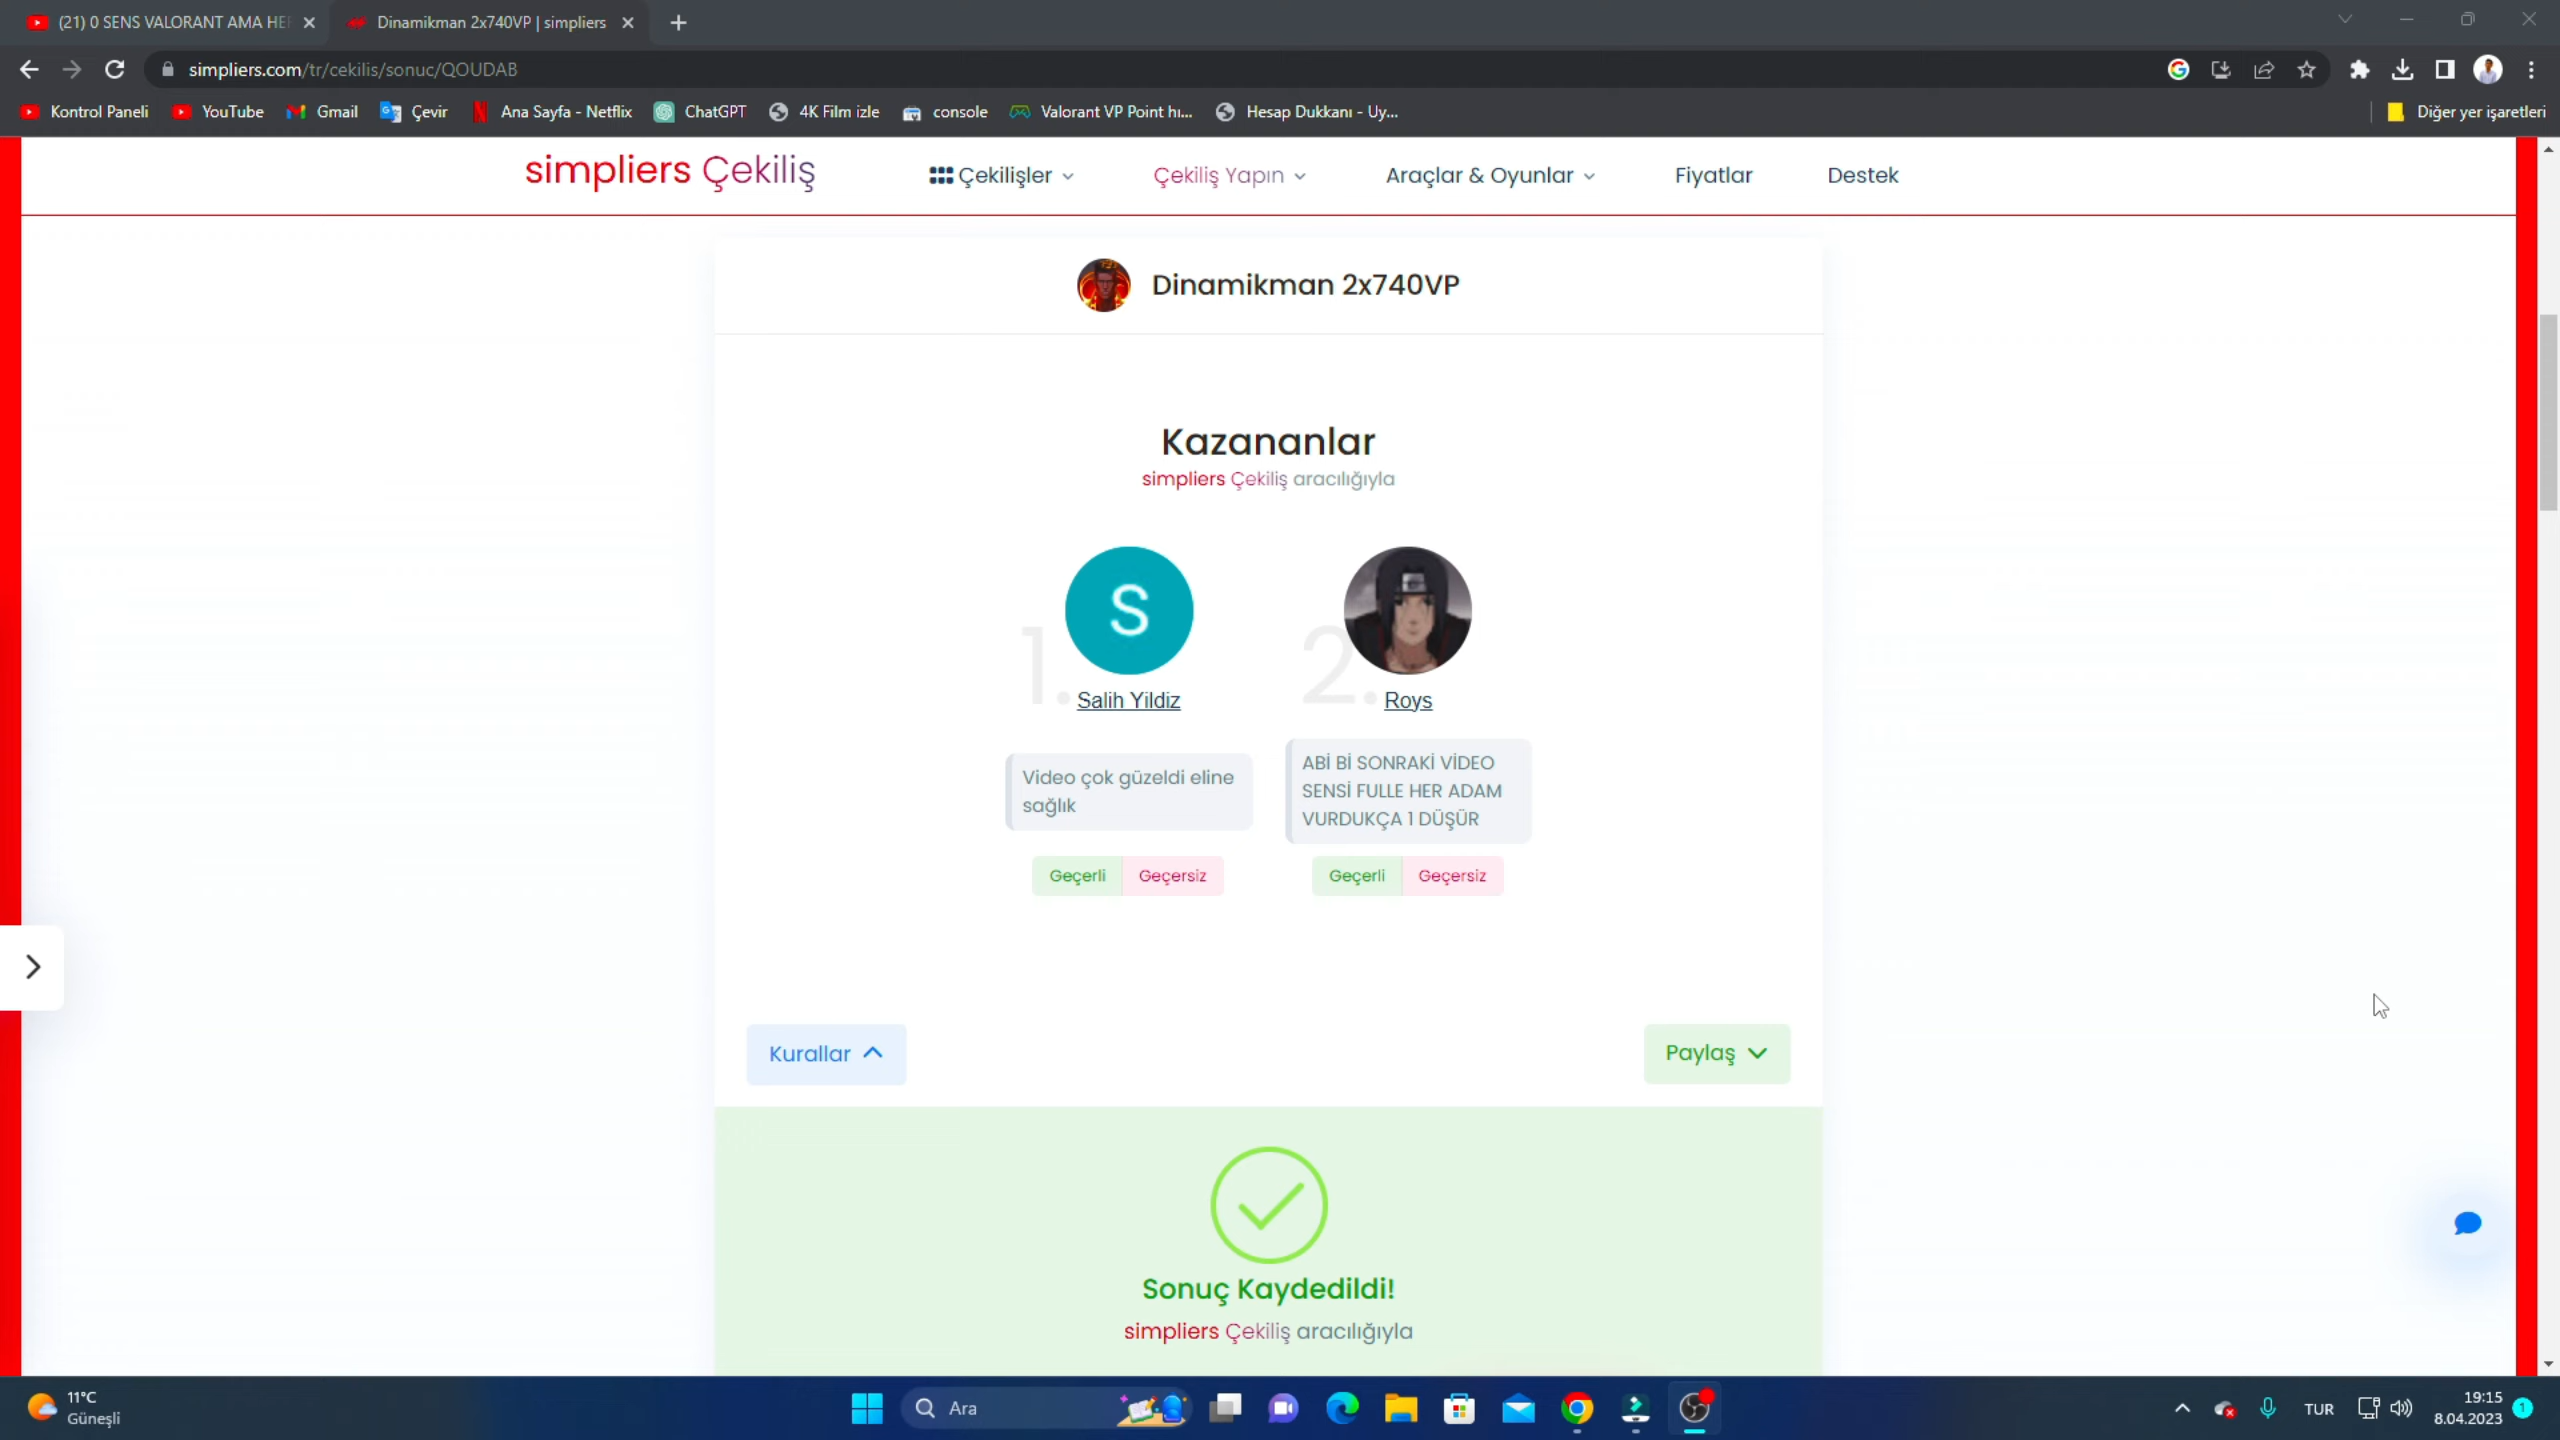 (21) 0 SENS VALORANT AMA HE
Dinamikman 2x740VP | simpliers
simpliers.com/tr/cekilis/sonuc/QOUDAB
Kontrol Paneli
YouTube
Gmail
Çevir
Ana Sayfa - Netflix
ChatGPT
4K Film izle
console
Valorant VP Point hı...
Hesap Dukkanı - Uy...
Diğer yer işaretleri
simpliers Çekiliş
Çekilişler
Çekiliş Yapın
Araçlar & Oyunlar
Fiyatlar
Destek
Dinamikman 2x740VP
Kazananlar
simpliers Çekiliş aracılığıyla
S
1.
Salih Yildiz
2.
Roys
Video çok güzeldi eline
sağlık
ABİ Bİ SONRAKİ VİDEO
SENSİ FULLE HER ADAM
VURDUKÇA 1 DÜŞÜR
Geçerli
Geçersiz
Geçerli
Geçersiz
Kurallar
Paylaş
Sonuç Kaydedildi!
simpliers Çekiliş aracılığıyla
11°C
Güneşli
Ara
TUR
19:15
8.04.2023
1